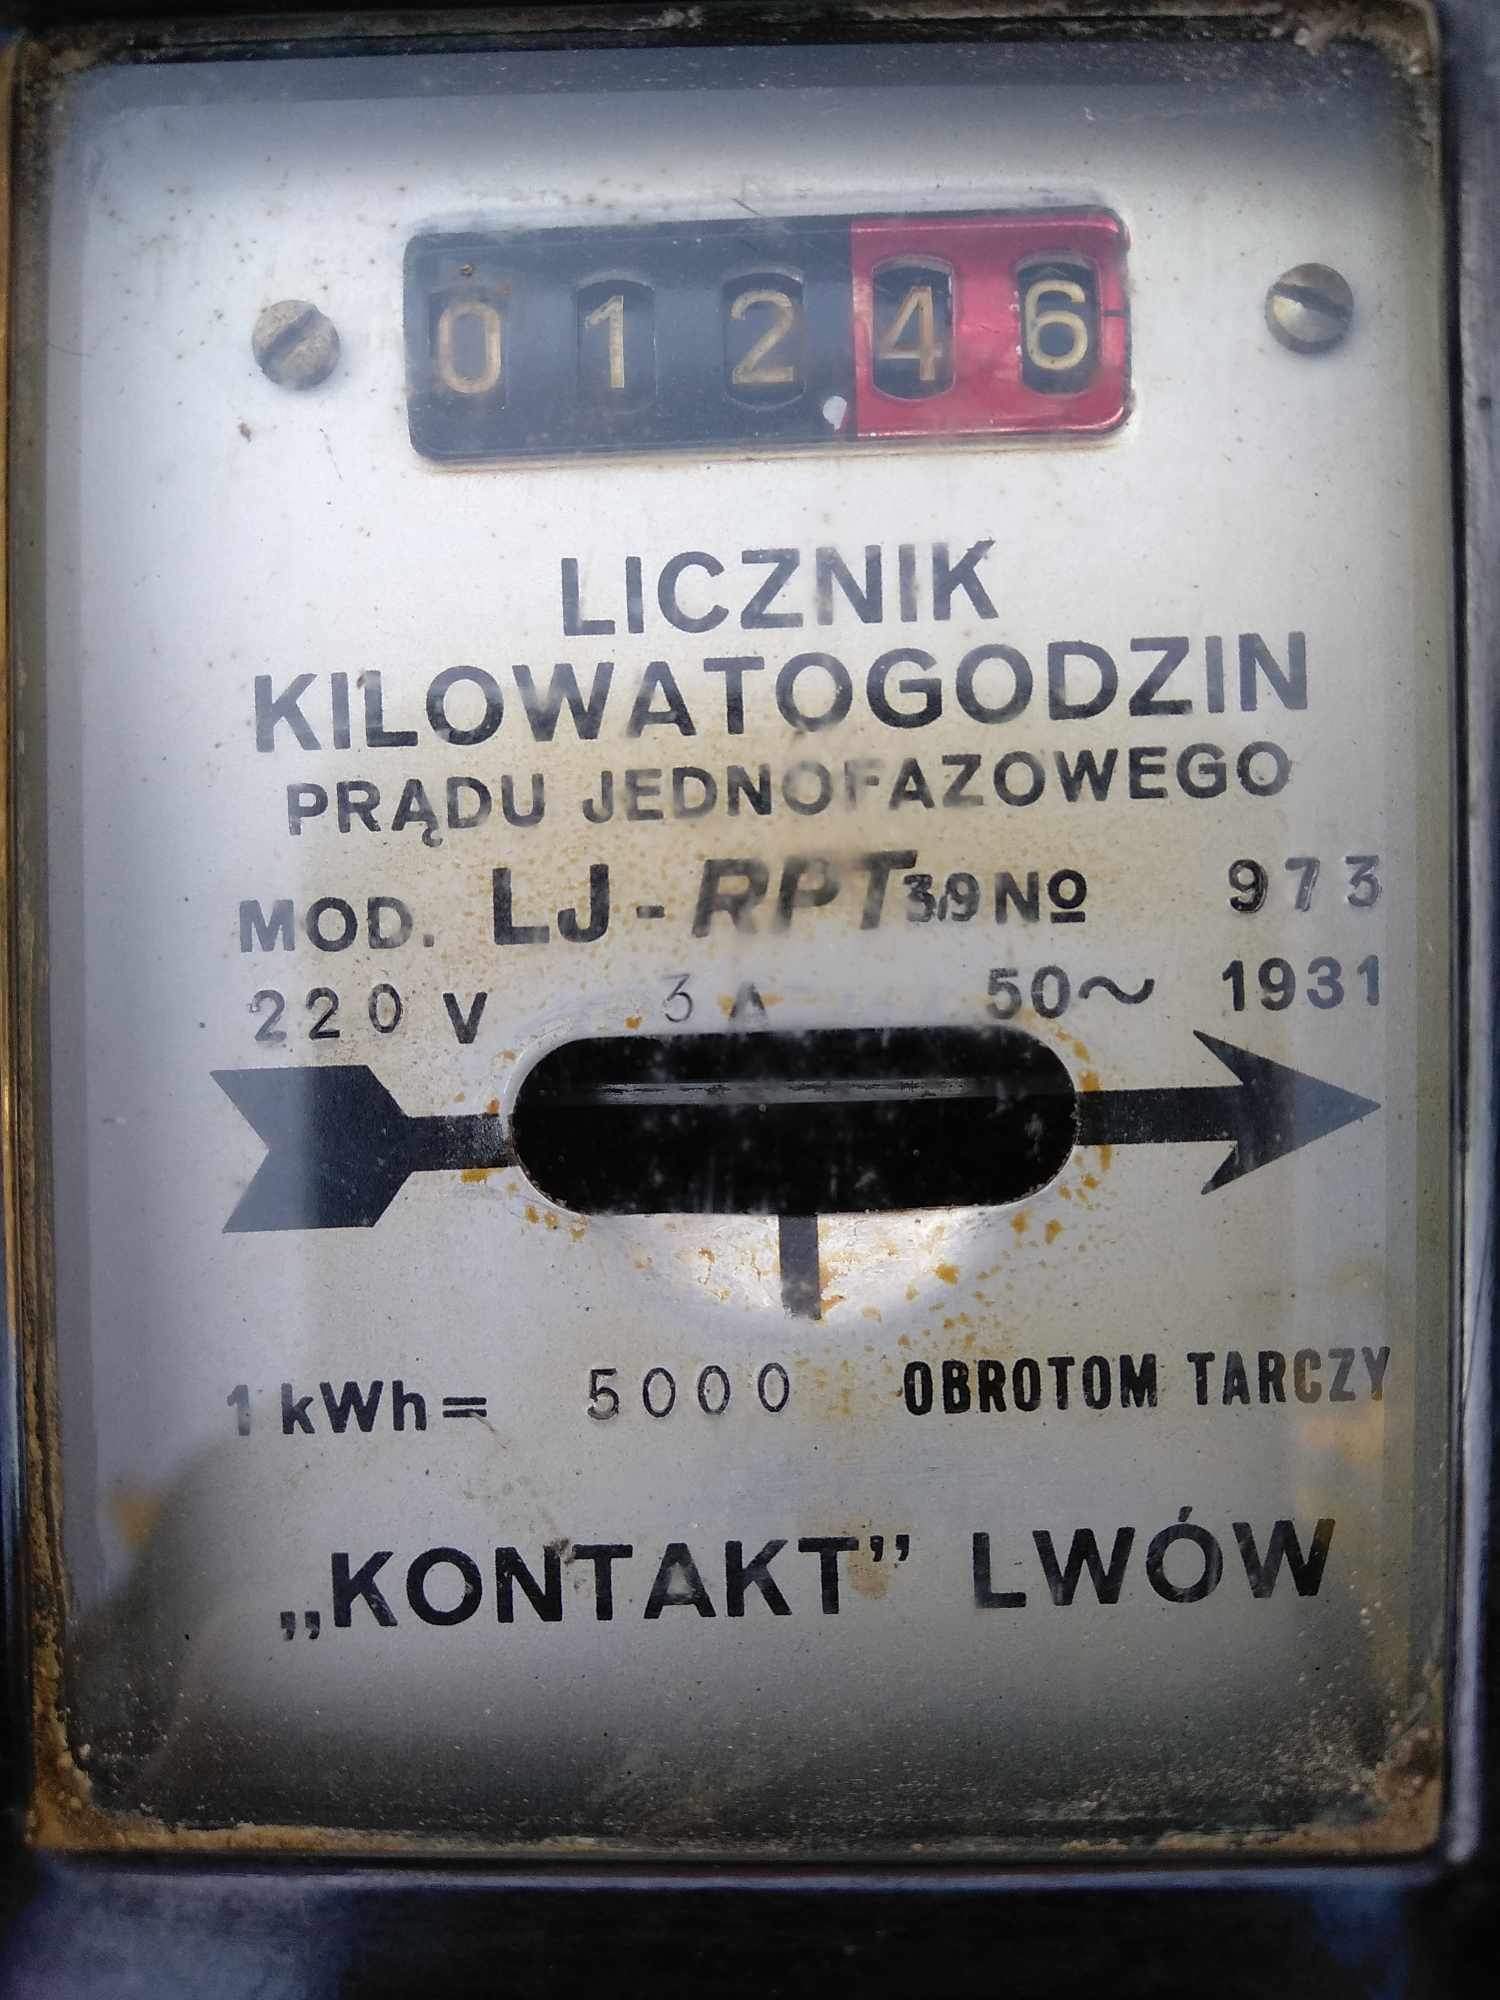 01246
LICZNIK
KILOWATOGODZIN
PRĄDU JEDNOFAZOWEGO
MOD. LJ-RPT 3/9 Nº 973
220 V 3 A 50~ 1931
1 kWh= 5000 OBROTOM TARCZY
„KONTAKT” LWÓW